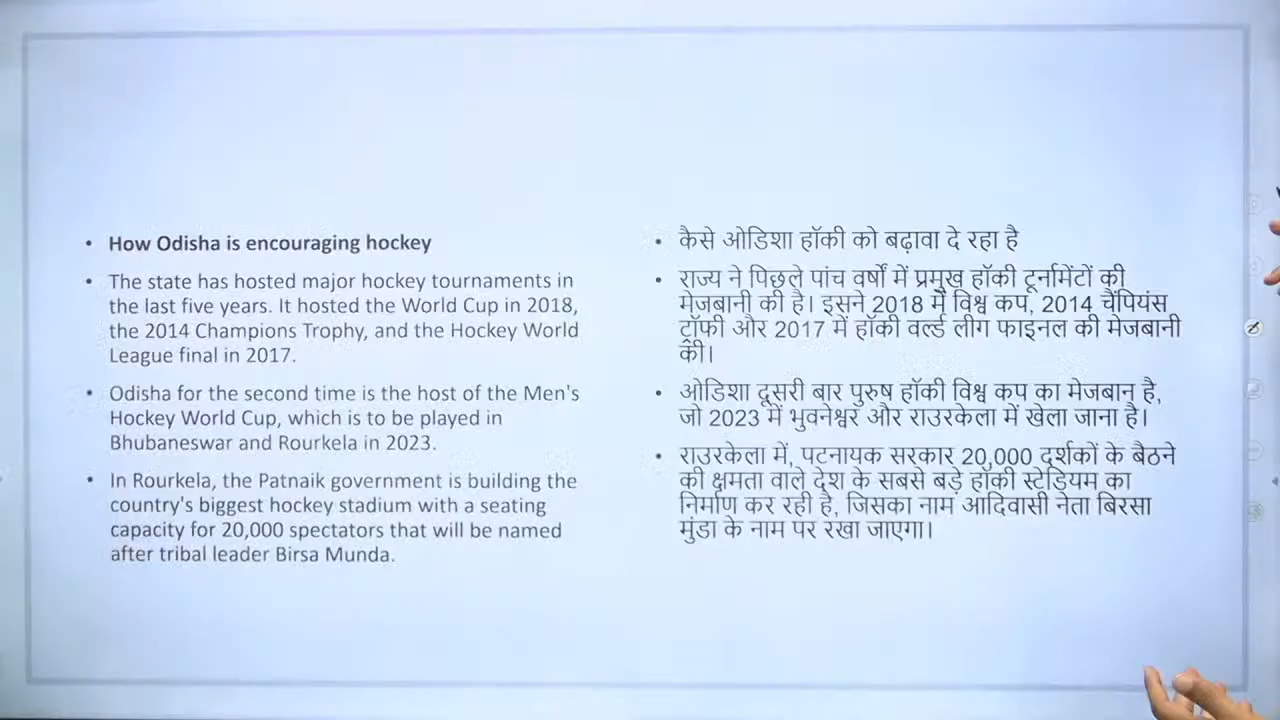 How Odisha is encouraging hockey
The state has hosted major hockey tournaments in
the last five years. It hosted the World Cup in 2018,
the 2014 Champions Trophy, and the Hockey World
League final in 2017.
Odisha for the second time is the host of the Men's
Hockey World Cup, which is to be played in
Bhubaneswar and Rourkela in 2023.
In Rourkela, the Patnaik government is building the
country's biggest hockey stadium with a seating
capacity for 20,000 spectators that will be named
after tribal leader Birsa Munda.
कैसे ओडिशा हॉकी को बढ़ावा दे रहा है
राज्य ने पिछले पांच वर्षों में प्रमुख हॉकी टूर्नामेंटों की
मेजबानी की है। इसने 2018 में विश्व कप, 2014 चैंपियंस
ट्रॉफी और 2017 में हॉकी वर्ल्ड लीग फाइनल की मेजबानी
की।
ओडिशा दूसरी बार पुरुष हॉकी विश्व कप का मेजबान है,
जो 2023 में भुवनेश्वर और राउरकेला में खेला जाना है।
राउरकेला में, पटनायक सरकार 20,000 दर्शकों के बैठने
की क्षमता वाले देश के सबसे बड़े हॉकी स्टेडियम का
निर्माण कर रही है, जिसका नाम आदिवासी नेता बिरसा
मुंडा के नाम पर रखा जाएगा।